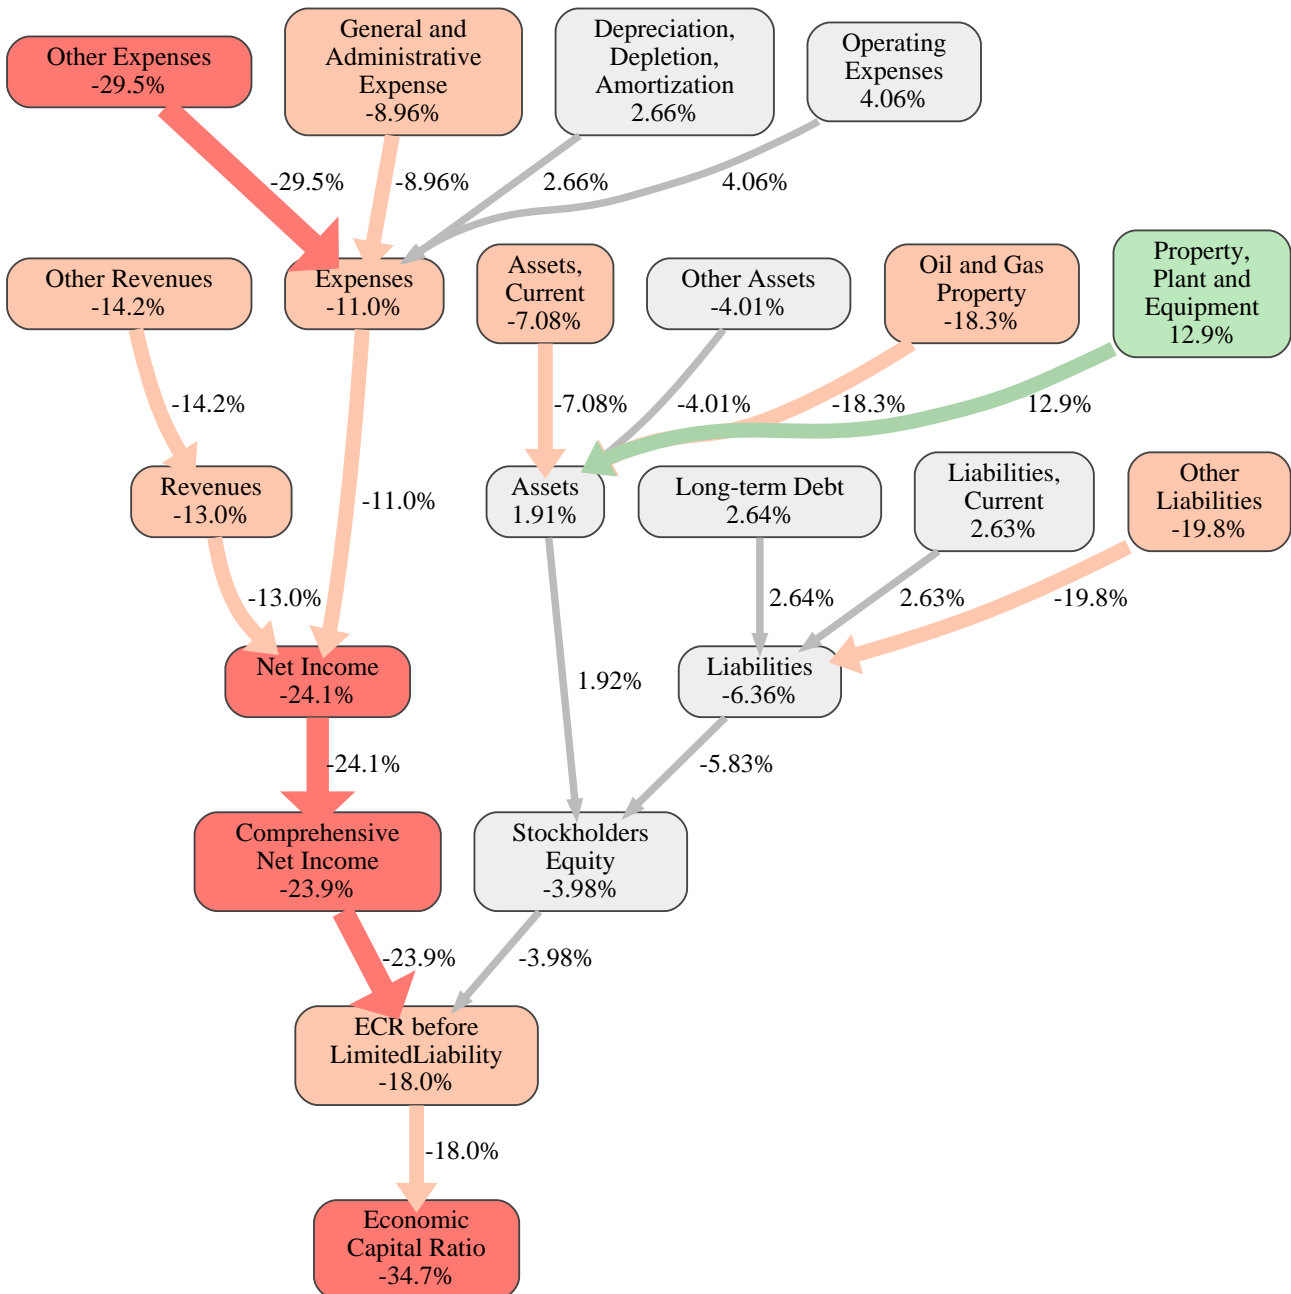 Other Expenses
-29.5%
General and
Administrative
Expense
-8.96%
Depreciation,
Depletion,
Amortization
2.66%
Operating
Expenses
4.06%
-29.5%
-8.96%
2.66%
4.06%
Other Revenues
-14.2%
Expenses
-11.0%
Assets,
Current
-7.08%
Other Assets
-4.01%
Oil and Gas
Property
-18.3%
Property,
Plant and
Equipment
12.9%
-14.2%
-7.08%
-4.01%
-18.3%
12.9%
Revenues
-13.0%
-11.0%
Assets
1.91%
Long-term Debt
2.64%
Liabilities,
Current
2.63%
Other
Liabilities
-19.8%
-13.0%
2.64%
2.63%
-19.8%
Net Income
-24.1%
1.92%
Liabilities
-6.36%
-24.1%
-5.83%
Comprehensive
Net Income
-23.9%
Stockholders
Equity
-3.98%
-23.9%
-3.98%
ECR before
LimitedLiability
-18.0%
-18.0%
Economic
Capital Ratio
-34.7%